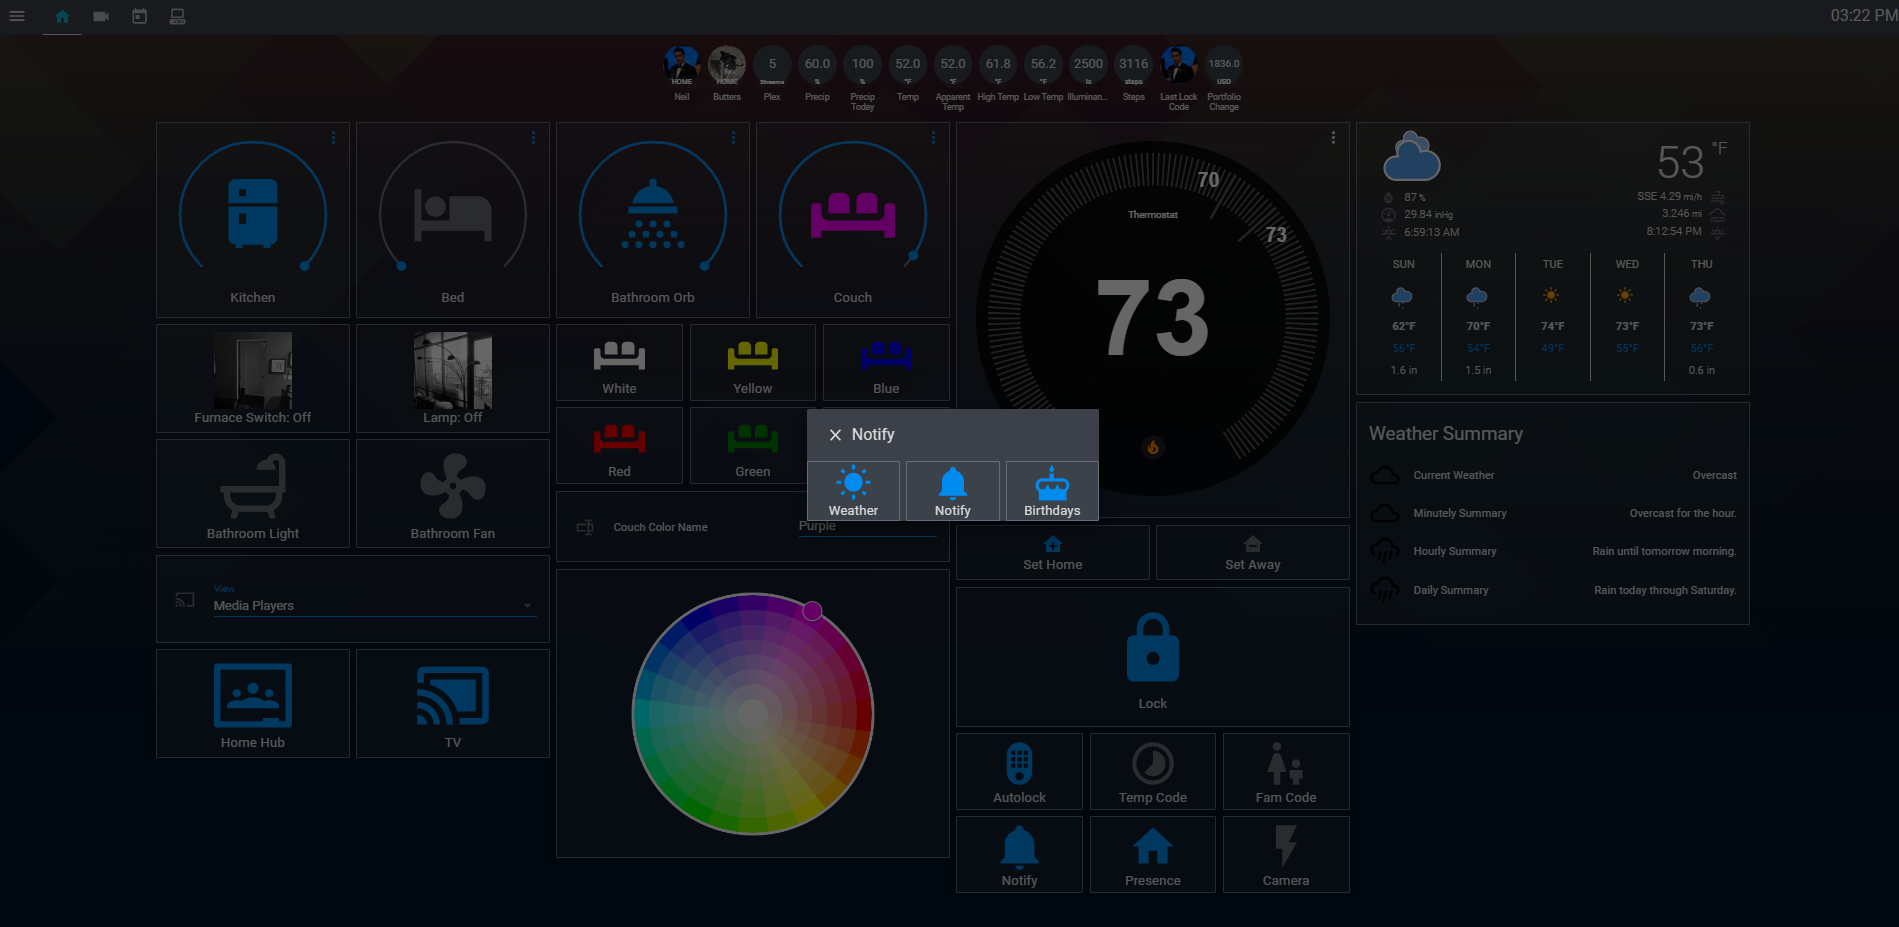 03:22 PM
HOME HOME 5 60.0 100 52.0 52.0 61.8 56.2 2500 3116 HOME 1836.0
Streams % % °F °F °F °F lx steps USD
Neil Butters Plex Precip Precip Today Temp Apparent Temp High Temp Low Temp Illuminan... Steps Last Lock Code Portfolio Change
Kitchen
Bed
Bathroom Orb
Couch
Furnace Switch: Off
Lamp: Off
White
Yellow
Blue
Red
Green
Bathroom Light
Bathroom Fan
Couch Color Name
Purple
View
Media Players
Home Hub
TV
70
73
Thermostat
73
Notify
Weather
Notify
Birthdays
Set Home
Set Away
Lock
Autolock
Temp Code
Fam Code
Notify
Presence
Camera
53 °F
87 %
SSE 4.29 mi/h
29.84 inHg
3.246 mi
6:59:13 AM
8:12:54 PM
SUN MON TUE WED THU
62°F 70°F 74°F 73°F 73°F
56°F 54°F 49°F 55°F 56°F
1.6 in 1.5 in 0.6 in
Weather Summary
Current Weather Overcast
Minutely Summary Overcast for the hour.
Hourly Summary Rain until tomorrow morning.
Daily Summary Rain today through Saturday.